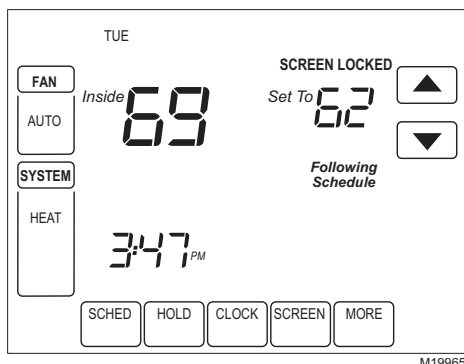 TUE
SCREEN LOCKED
FAN
AUTO
Inside 69
Set To 62
Following
Schedule
SYSTEM
HEAT
3:47 PM
SCHED HOLD CLOCK SCREEN MORE
M19965